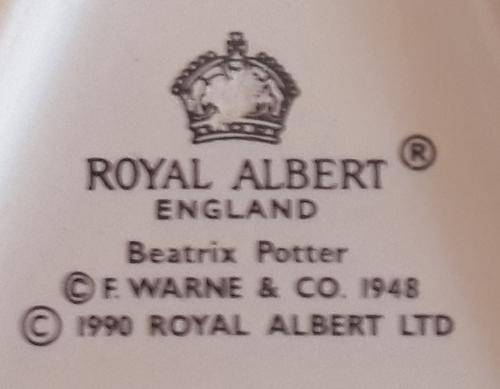 ROYAL ALBERT ®
ENGLAND
Beatrix Potter
© F. WARNE & CO. 1948
© 1990 ROYAL ALBERT LTD